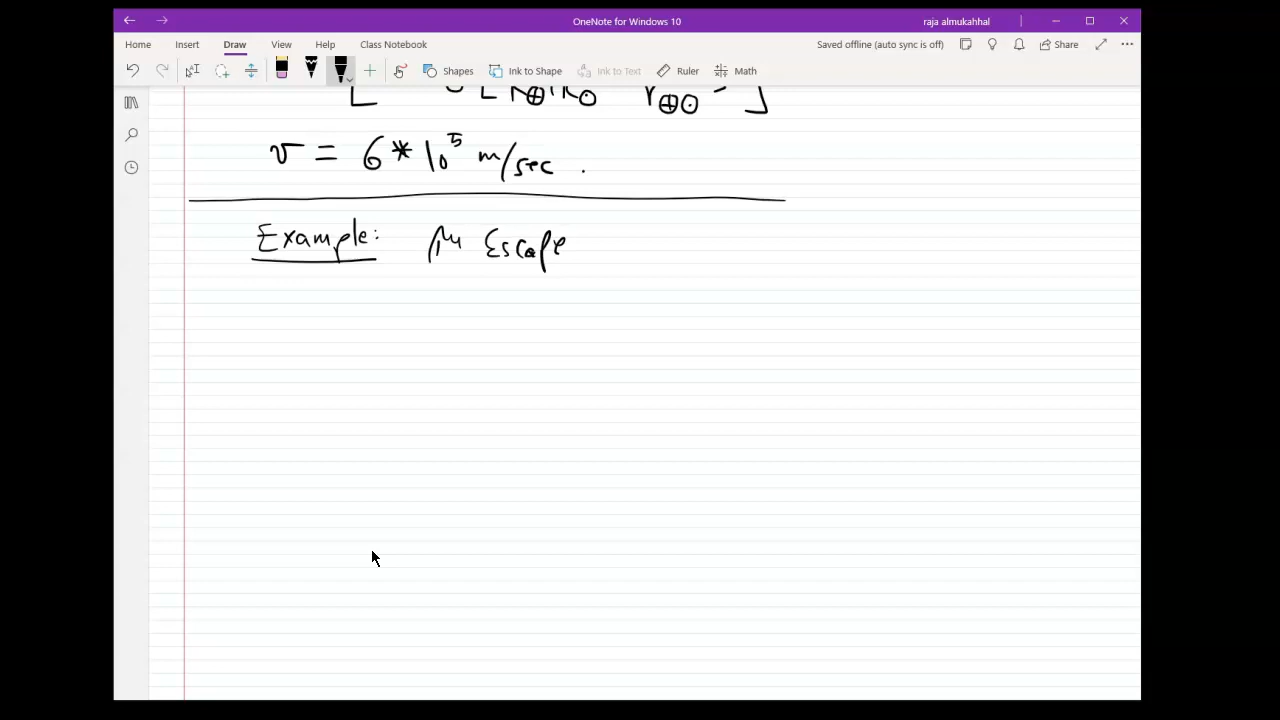 OneNote for Windows 10
raja almukahhal
Home Insert Draw View Help Class Notebook
Saved offline (auto sync is off)
Share
Shapes
Ink to Shape
Ink to Text
Ruler
Math
v = 6 * 10⁵ m/sec .
Example: Escape